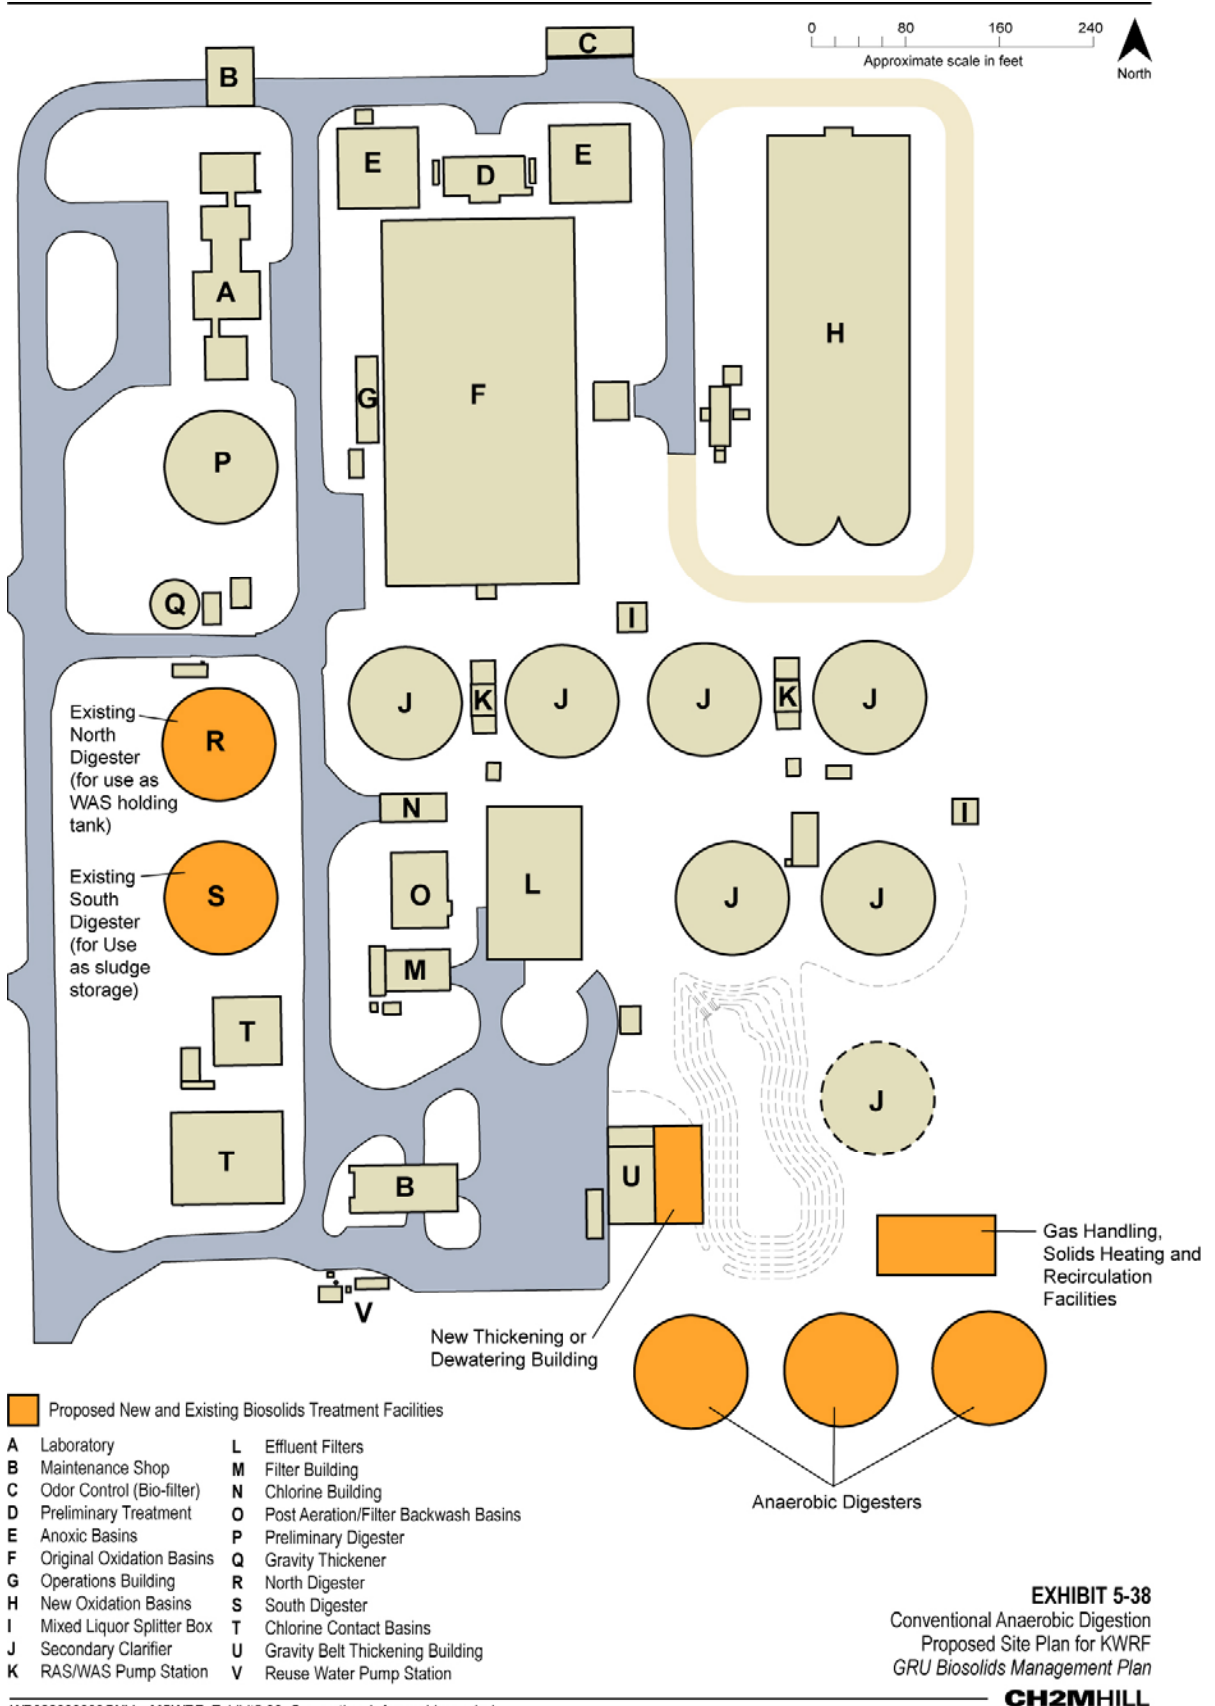 0 80 160 240
Approximate scale in feet
North
C
B
E
D
E
A
H
G
F
P
Q
I
J
K
J
J
K
J
Existing
North
Digester
(for use as
WAS holding
tank)
R
N
I
Existing
South
Digester
(for Use
as sludge
storage)
S
O
L
J
J
M
T
J
T
B
U
Gas Handling,
Solids Heating and
Recirculation
Facilities
V
New Thickening or
Dewatering Building
Anaerobic Digesters
Proposed New and Existing Biosolids Treatment Facilities
A Laboratory
B Maintenance Shop
C Odor Control (Bio-filter)
D Preliminary Treatment
E Anoxic Basins
F Original Oxidation Basins
G Operations Building
H New Oxidation Basins
I Mixed Liquor Splitter Box
J Secondary Clarifier
K RAS/WAS Pump Station
L Effluent Filters
M Filter Building
N Chlorine Building
O Post Aeration/Filter Backwash Basins
P Preliminary Digester
Q Gravity Thickener
R North Digester
S South Digester
T Chlorine Contact Basins
U Gravity Belt Thickening Building
V Reuse Water Pump Station
EXHIBIT 5-38
Conventional Anaerobic Digestion
Proposed Site Plan for KWRF
GRU Biosolids Management Plan
CH2MHILL